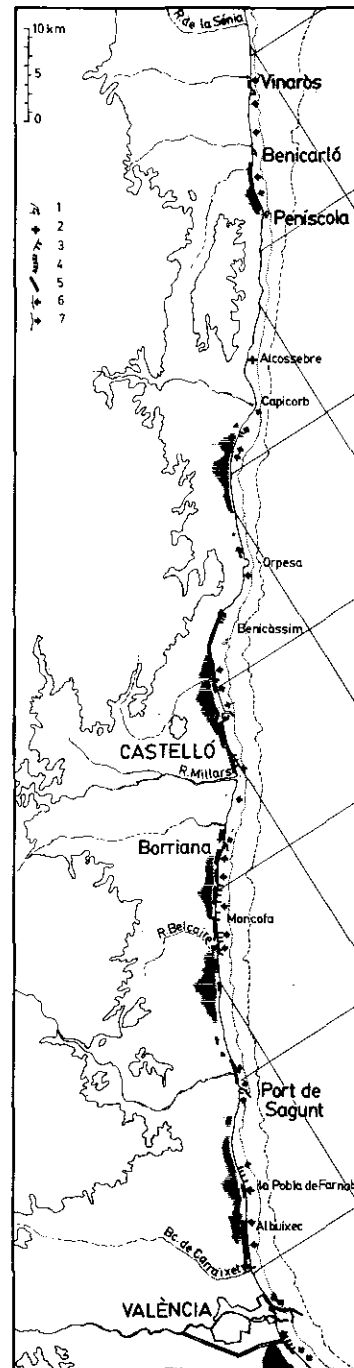 R. de la Sénia
10 km
5
0
Vinaròs
Benicarló
Peníscola
1
2
3
4
5
6
7
Alcossebre
Capicorb
Orpesa
Benicàssim
CASTELLÓ
R. Millars
Borriana
Moncofa
R. Belcaire
Port de
Sagunt
la Pobla de Farnab
Albuixec
Bc. de Carraixet
VALÈNCIA